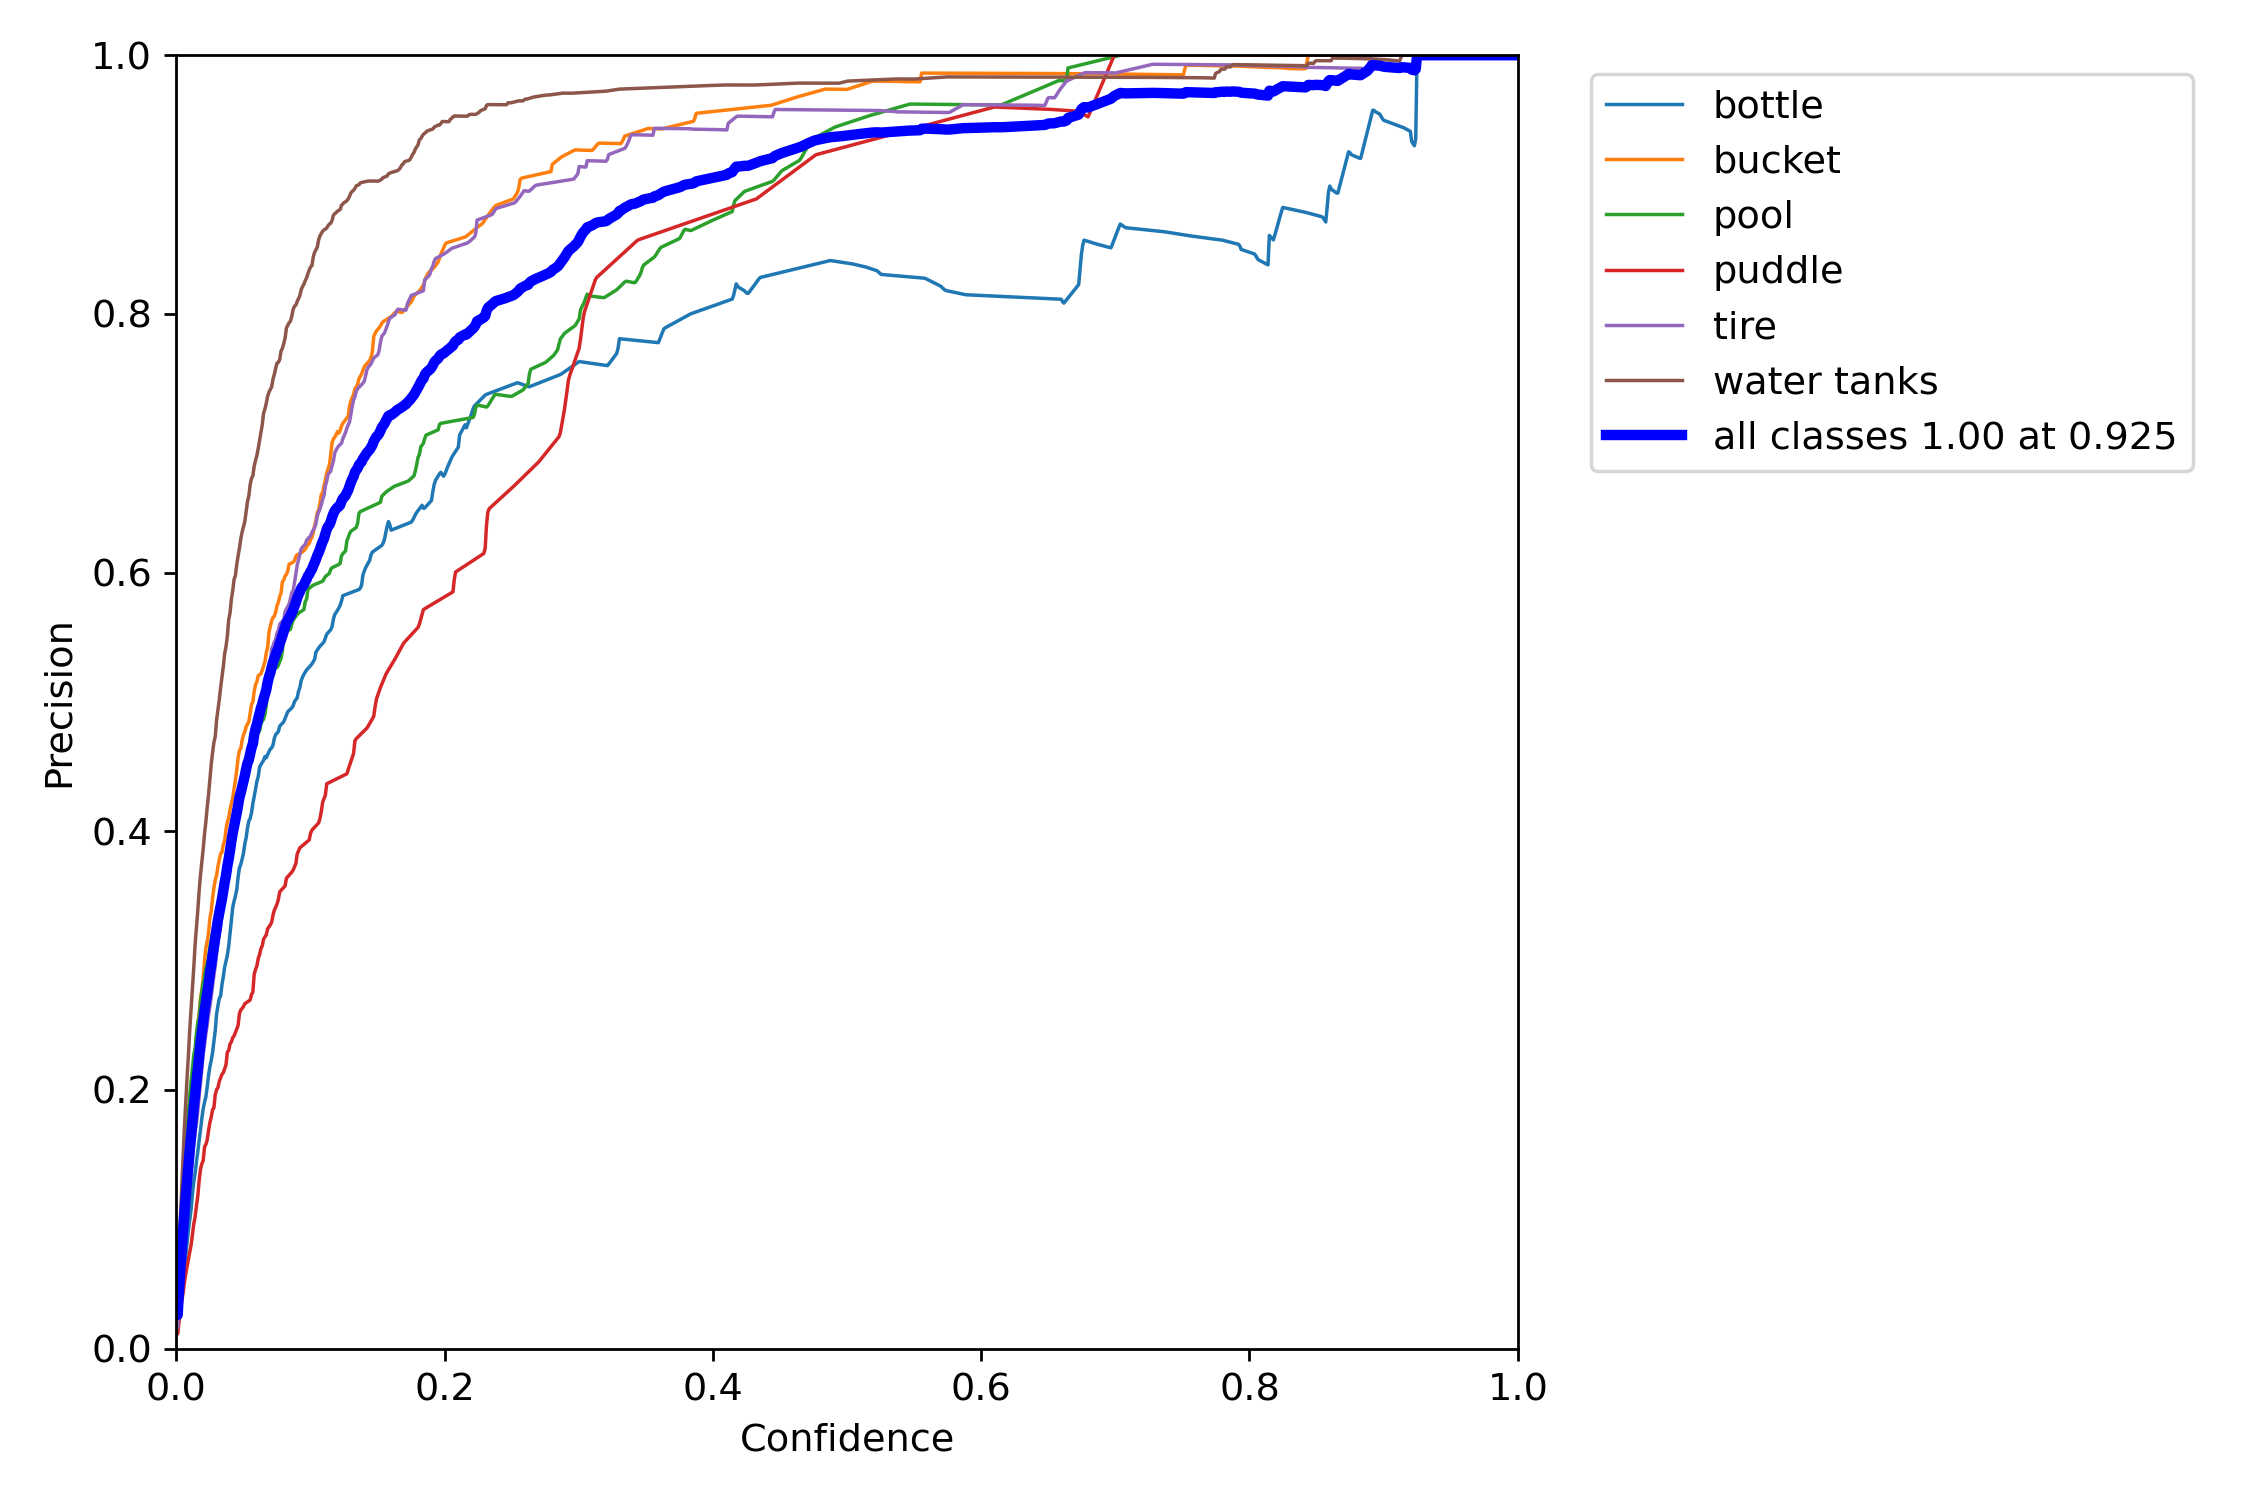 1.0
0.8
0.6
0.4
0.2
0.0
Precision
0.0 0.2 0.4 0.6 0.8 1.0
Confidence
bottle
bucket
pool
puddle
tire
water tanks
all classes 1.00 at 0.925